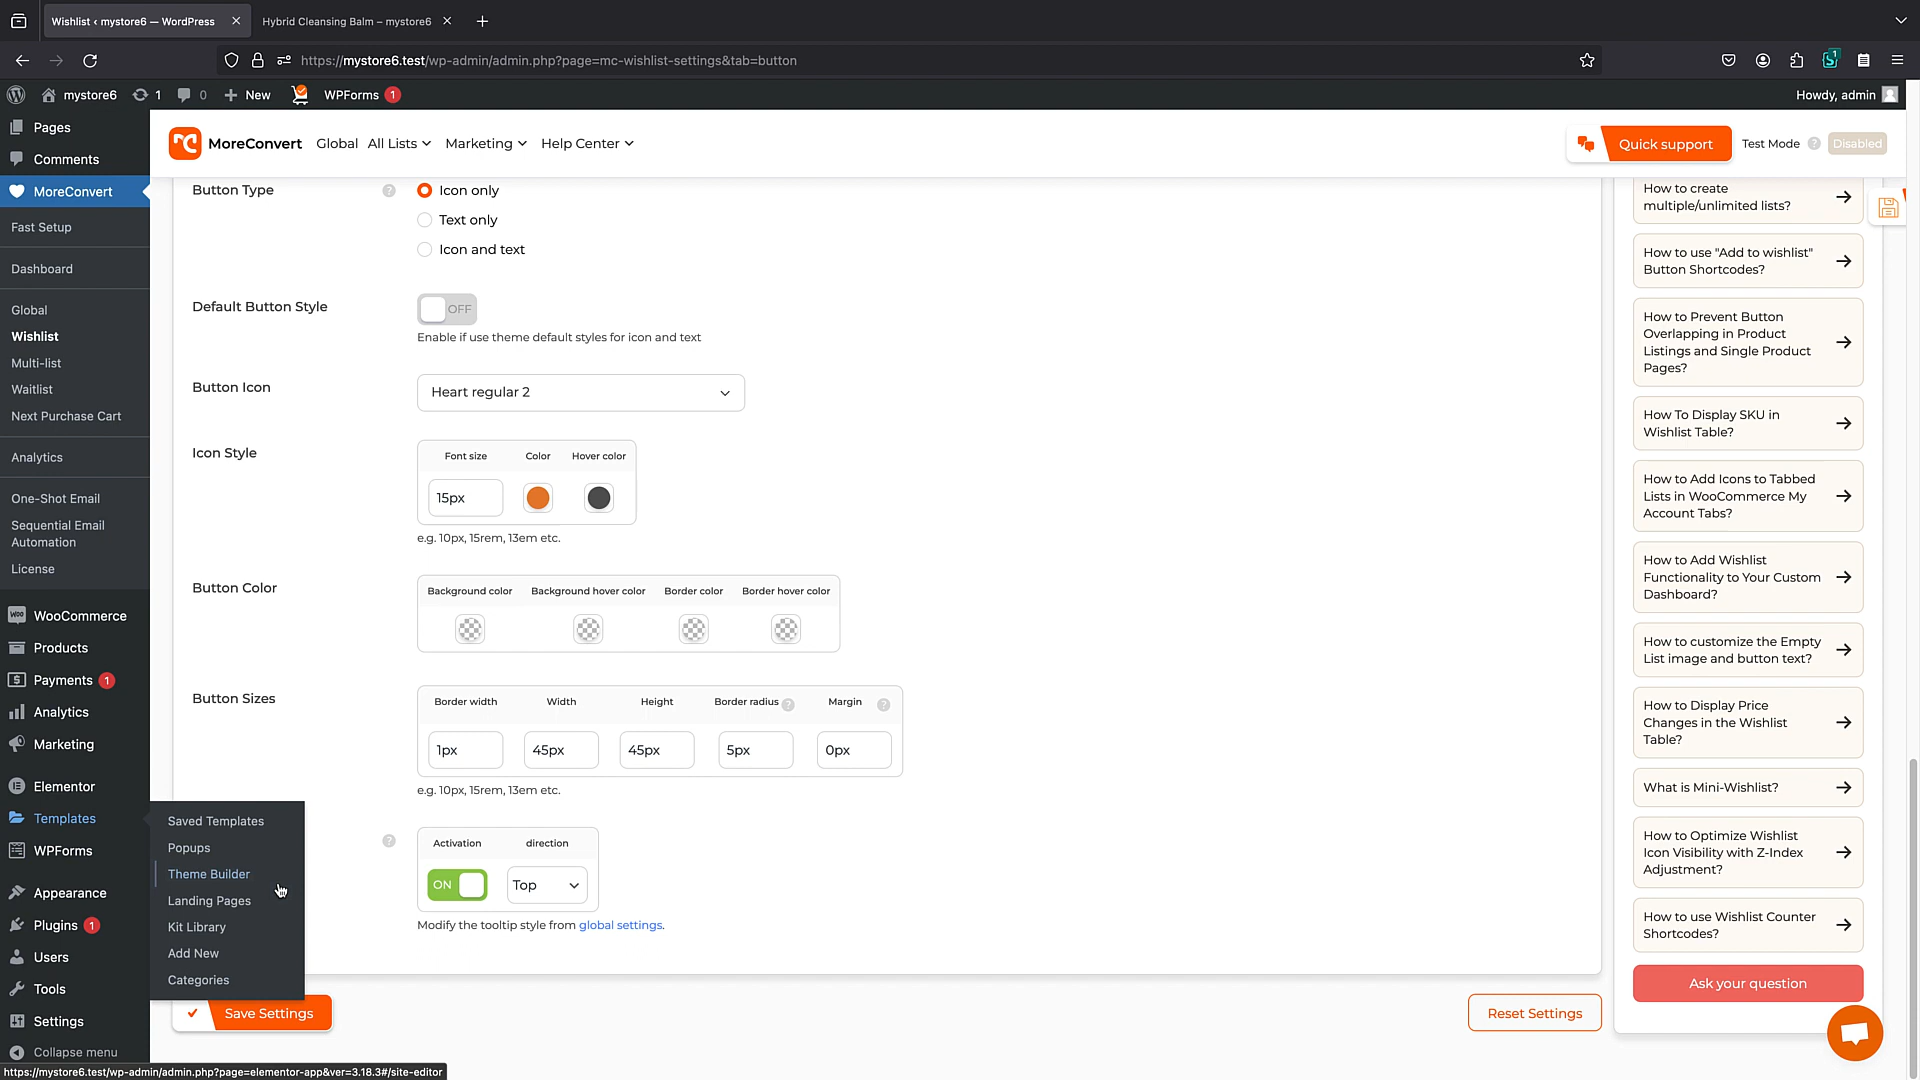 Wishlist ‹ mystore6 — WordPress
Hybrid Cleansing Balm – mystore6
https://mystore6.test/wp-admin/admin.php?page=mc-wishlist-settings&tab=button
1
mystore6
1
0
New
WPForms 1
Howdy, admin
Pages
Comments
MoreConvert
Fast Setup
Dashboard
Global
Wishlist
Multi-list
Waitlist
Next Purchase Cart
Analytics
One-Shot Email
Sequential Email
Automation
License
WooCommerce
Products
Payments 1
Analytics
Marketing
Elementor
Templates
WPForms
Appearance
Plugins 1
Users
Tools
Settings
Collapse menu
Saved Templates
Popups
Theme Builder
Landing Pages
Kit Library
Add New
Categories
MoreConvert
Global
All Lists
Marketing
Help Center
Quick support
Test Mode
Disabled
Button Type
Icon only
Text only
Icon and text
Default Button Style
OFF
Enable if use theme default styles for icon and text
Button Icon
Heart regular 2
Icon Style
Font size Color Hover color
15px
e.g. 10px, 15rem, 13em etc.
Button Color
Background color Background hover color Border color Border hover color
Button Sizes
Border width Width Height Border radius Margin
1px 45px 45px 5px 0px
e.g. 10px, 15rem, 13em etc.
Activation direction
ON Top
Modify the tooltip style from global settings.
Save Settings
Reset Settings
How to create
multiple/unlimited lists?
How to use "Add to wishlist"
Button Shortcodes?
How to Prevent Button
Overlapping in Product
Listings and Single Product
Pages?
How To Display SKU in
Wishlist Table?
How to Add Icons to Tabbed
Lists in WooCommerce My
Account Tabs?
How to Add Wishlist
Functionality to Your Custom
Dashboard?
How to customize the Empty
List image and button text?
How to Display Price
Changes in the Wishlist
Table?
What is Mini-Wishlist?
How to Optimize Wishlist
Icon Visibility with Z-Index
Adjustment?
How to use Wishlist Counter
Shortcodes?
Ask your question
https://mystore6.test/wp-admin/admin.php?page=elementor-app&ver=3.18.3#/site-editor